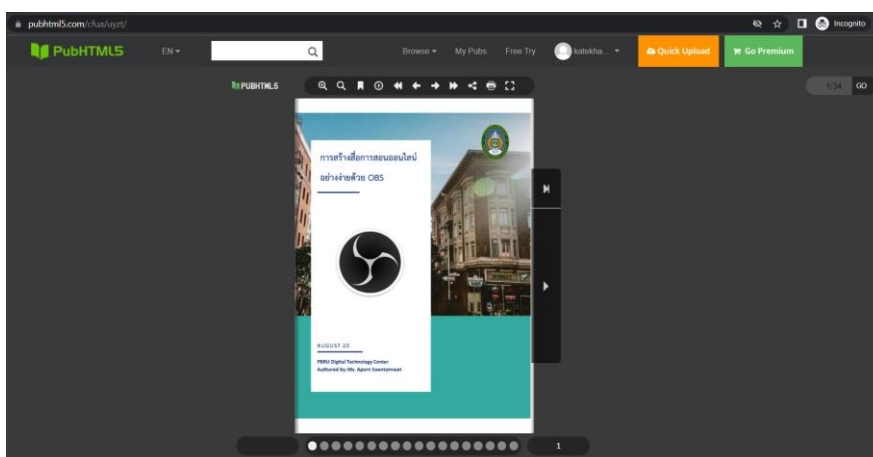 pubhtml5.com/cfua/uyzt/
Incognito
PubHTML5
EN
Browse
My Pubs
Free Try
kalekha...
Quick Upload
Go Premium
PUBHTML5
1/34
GO
การสร้างสื่อการสอนออนไลน์
อย่างง่ายด้วย OBS
MARKET
AUGUST 20
PBRU Digital Technology Center
Authored by: Ms. Aporn Soontornsat
1